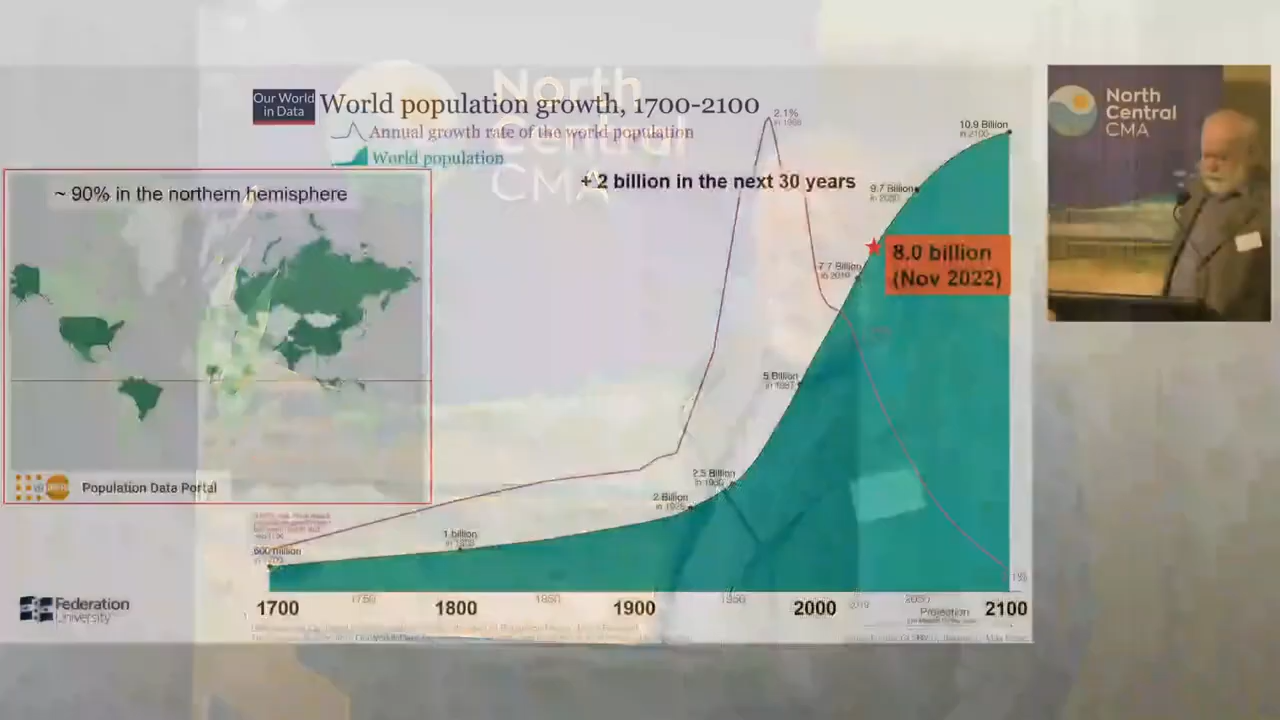 North
Central
CMA
Our World
in Data
World population growth, 1700-2100
Annual growth rate of the world population
World population
2.1%
in 1968
10.9 Billion
in 2100
North
Central
CMA
~ 90% in the northern hemisphere
+ 2 billion in the next 30 years
9.7 Billion
8.0 billion
(Nov 2022)
7.7 Billion
in 2019
5 Billion
in 1987
2.5 Billion
in 1950
2 Billion
in 1928
Population Data Portal
1 billion
600 million
in 1700
Federation
University
1700
1750
1800
1850
1900
1950
2000
2019
2050
2100
Projection